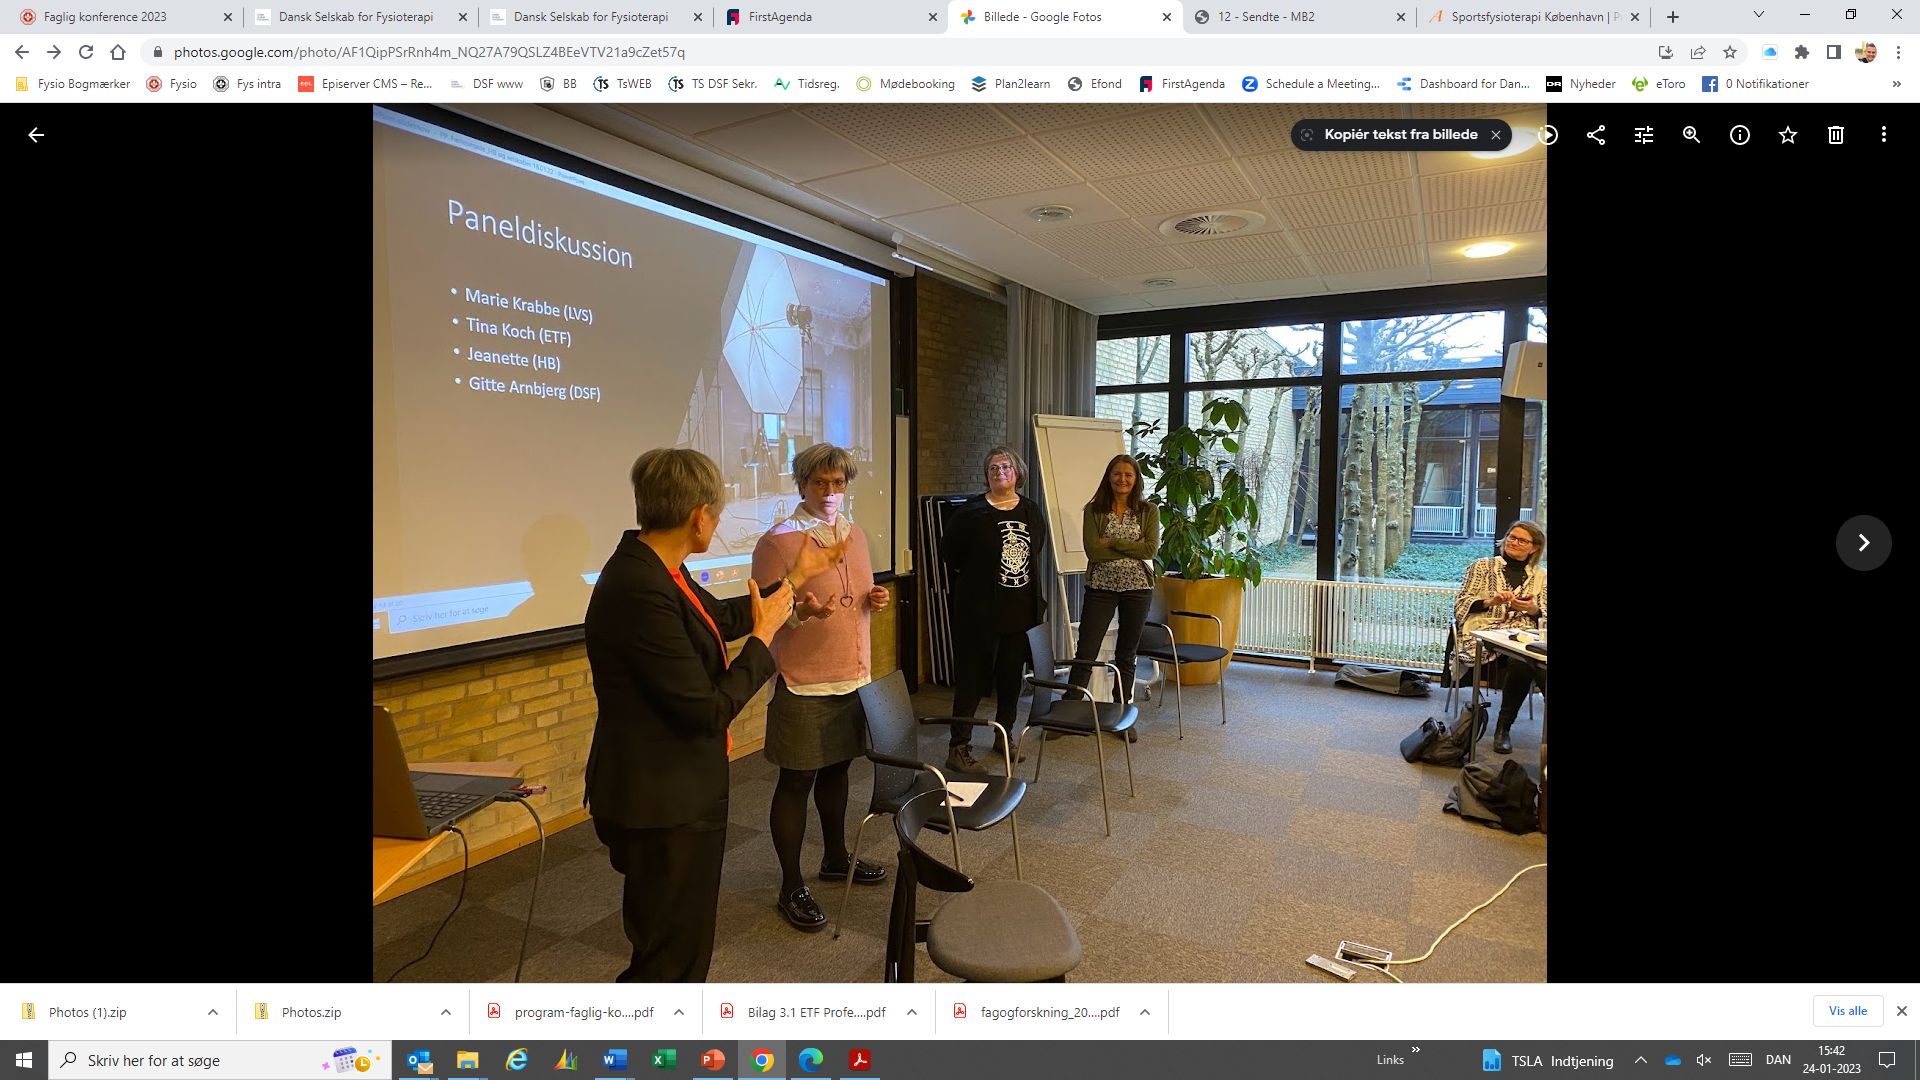 Faglig konference 2023
Dansk Selskab for Fysioterapi
Dansk Selskab for Fysioterapi
FirstAgenda
Billede - Google Fotos
12 - Sendte - MB2
Sportsfysioterapi København | P
photos.google.com/photo/AF1QipPSrRnh4m_NQ27A79QSLZ4BEeVTV21a9cZet57q
Fysio Bogmærker
Fysio
Fys intra
Episerver CMS – Re...
DSF www
BB
TsWEB
TS DSF Sekr.
Tidsreg.
Mødebooking
Plan2learn
Efond
FirstAgenda
Schedule a Meeting...
Dashboard for Dan...
Nyheder
eToro
0 Notifikationer
»
Kopiér tekst fra billede
Paneldiskussion
• Marie Krabbe (LVS)
• Tina Koch (ETF)
• Jeanette (HB)
• Gitte Arnbjerg (DSF)
Skriv her for at søge
Photos (1).zip
Photos.zip
program-faglig-ko....pdf
Bilag 3.1 ETF Profe....pdf
fagogforskning_20....pdf
Vis alle
Skriv her for at søge
Links
»
TSLA Indtjening
DAN
15:42
24-01-2023